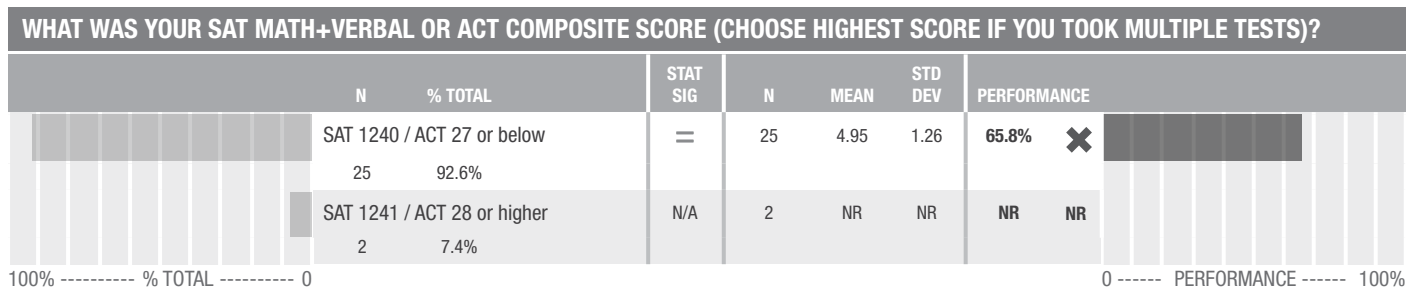 WHAT WAS YOUR SAT MATH+VERBAL OR ACT COMPOSITE SCORE (CHOOSE HIGHEST SCORE IF YOU TOOK MULTIPLE TESTS)?
N % TOTAL STAT SIG N MEAN STD DEV PERFORMANCE
SAT 1240 / ACT 27 or below = 25 4.95 1.26 65.8% ✖
25 92.6%
SAT 1241 / ACT 28 or higher N/A 2 NR NR NR NR
2 7.4%
100% ---------- % TOTAL ---------- 0 0 ------ PERFORMANCE ------ 100%